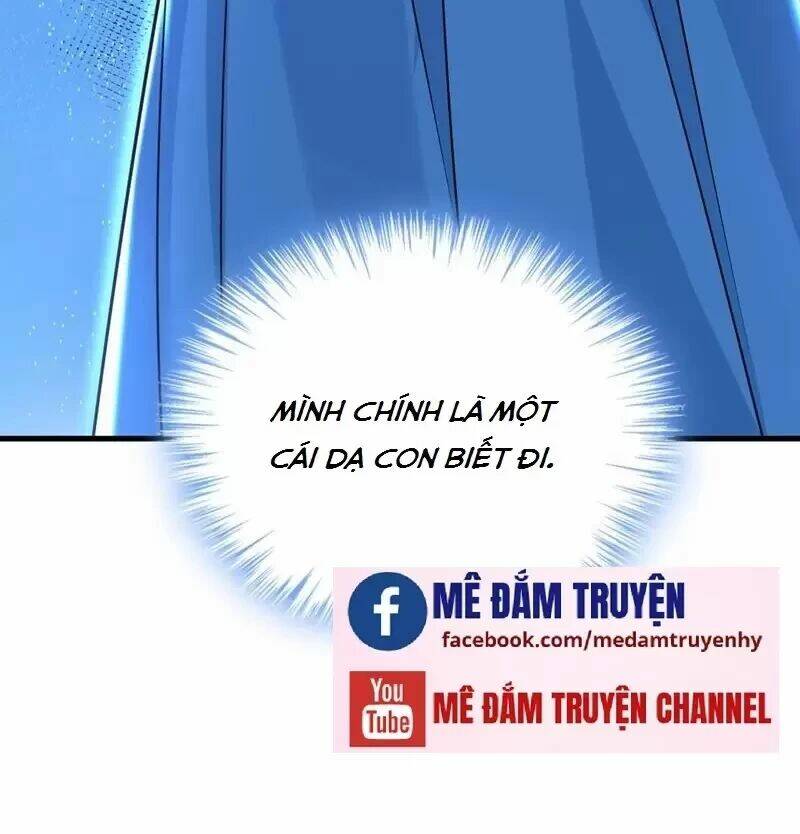 MÌNH CHÍNH LÀ MỘT
CÁI DẠ CON BIẾT ĐI.
MÊ ĐẮM TRUYỆN
facebook.com/medamtruyenhy
You
Tube
MÊ ĐẮM TRUYỆN CHANNEL